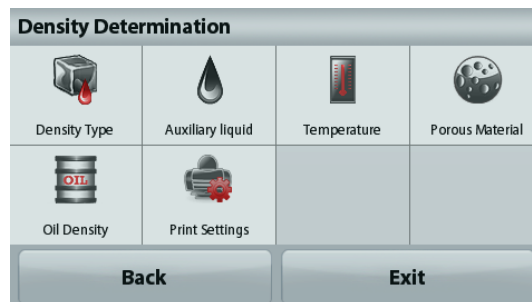 Density Determination
Density Type
Auxiliary liquid
Temperature
Porous Material
OIL
Oil Density
Print Settings
Back
Exit